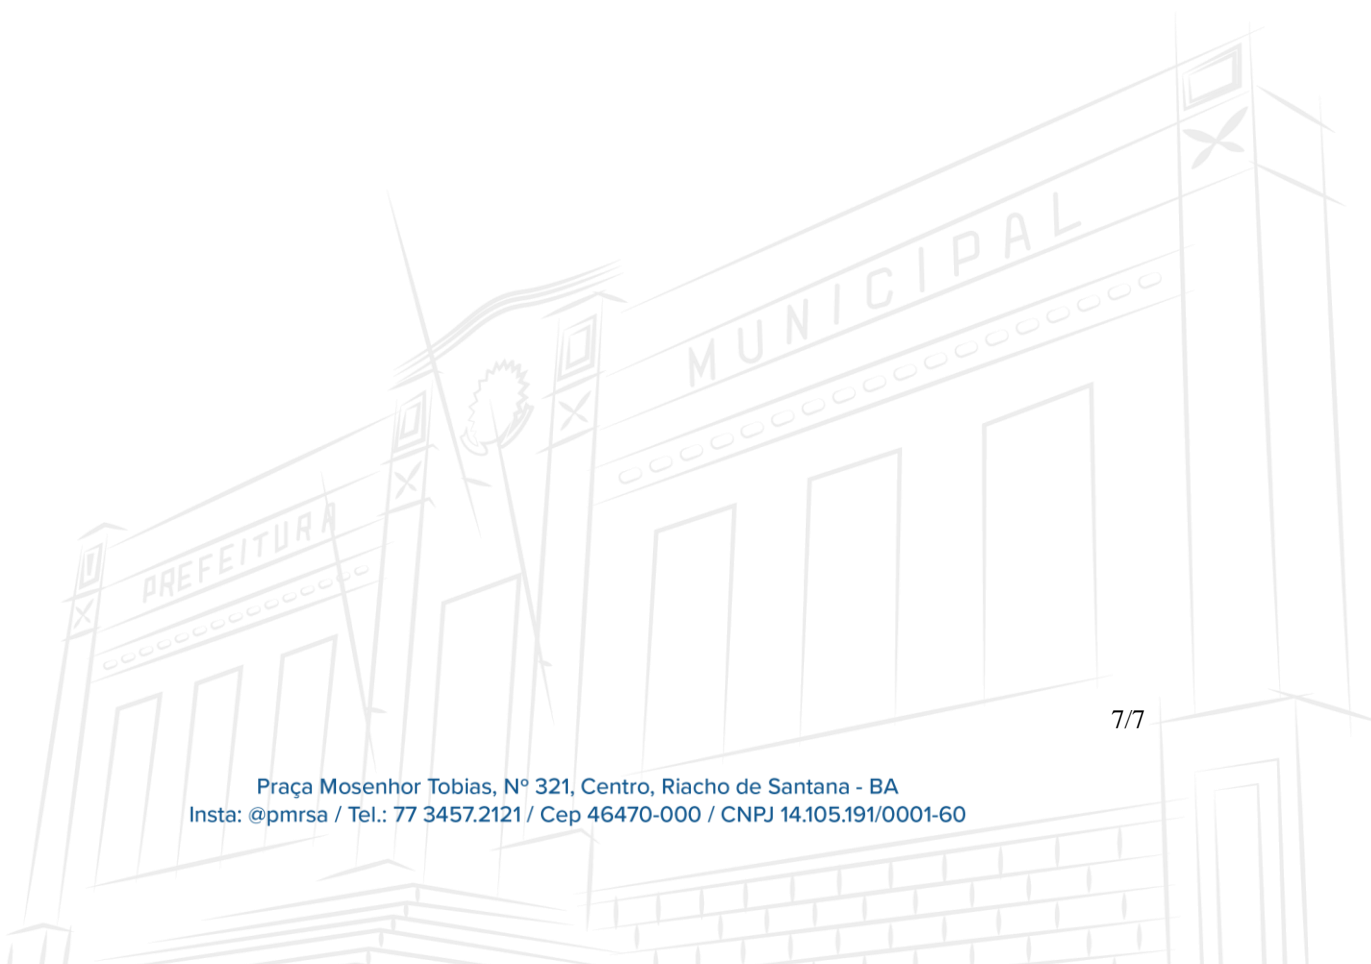 MUNICIPAL
PREFEITURA
7/7
Praça Mosenhor Tobias, Nº 321, Centro, Riacho de Santana - BA
Insta: @pmrsa / Tel.: 77 3457.2121 / Cep 46470-000 / CNPJ 14.105.191/0001-60